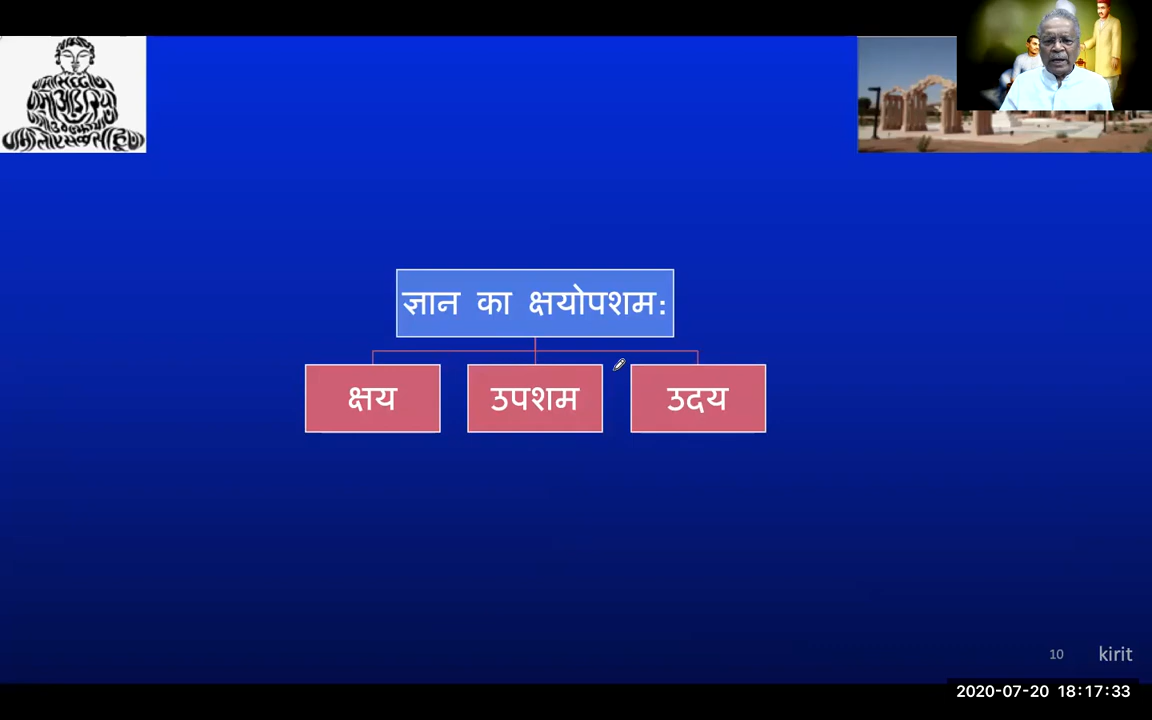 ज्ञान का क्षयोपशम:
क्षय
उपशम
उदय
10
kirit
2020-07-20 18:17:33